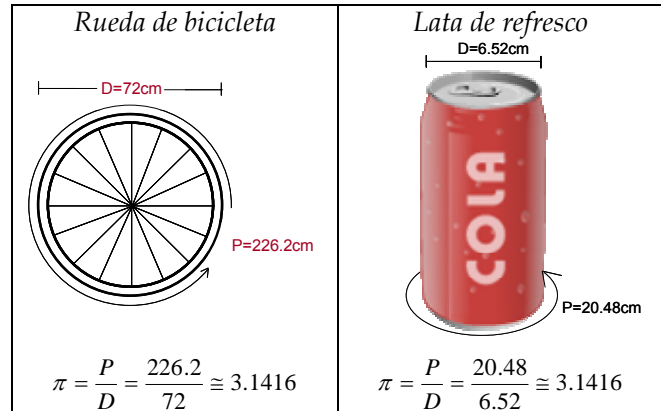 Rueda de bicicleta
D=72cm
P=226.2cm
π = P/D = 226.2/72 ≅ 3.1416
Lata de refresco
D=6.52cm
COLA
P=20.48cm
π = P/D = 20.48/6.52 ≅ 3.1416